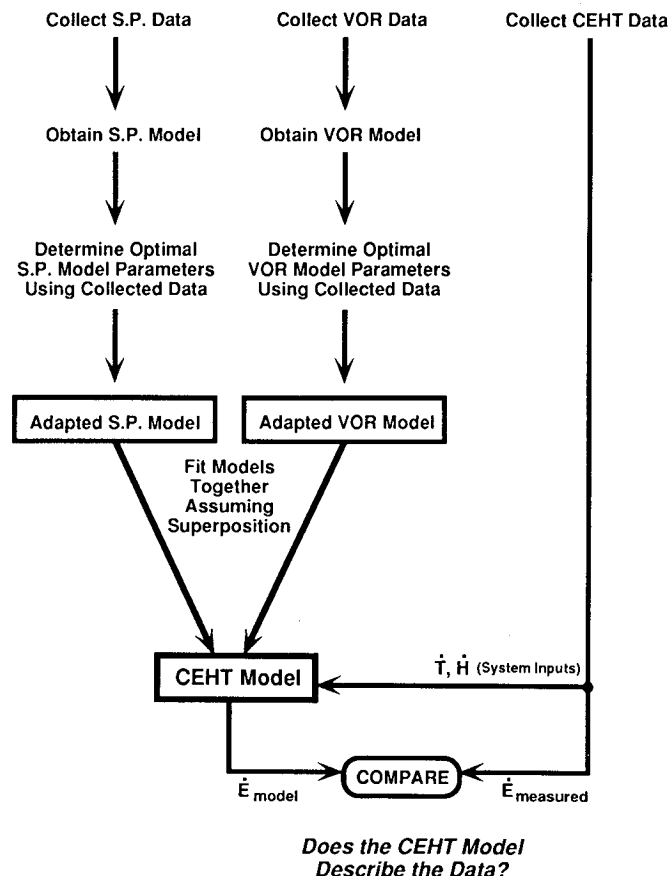 Collect S.P. Data
Collect VOR Data
Collect CEHT Data
Obtain S.P. Model
Obtain VOR Model
Determine Optimal
S.P. Model Parameters
Using Collected Data
Determine Optimal
VOR Model Parameters
Using Collected Data
Adapted S.P. Model
Adapted VOR Model
Fit Models
Together
Assuming
Superposition
CEHT Model
Ṫ, Ḣ (System Inputs)
COMPARE
Ė model
Ė measured
Does the CEHT Model
Describe the Data?